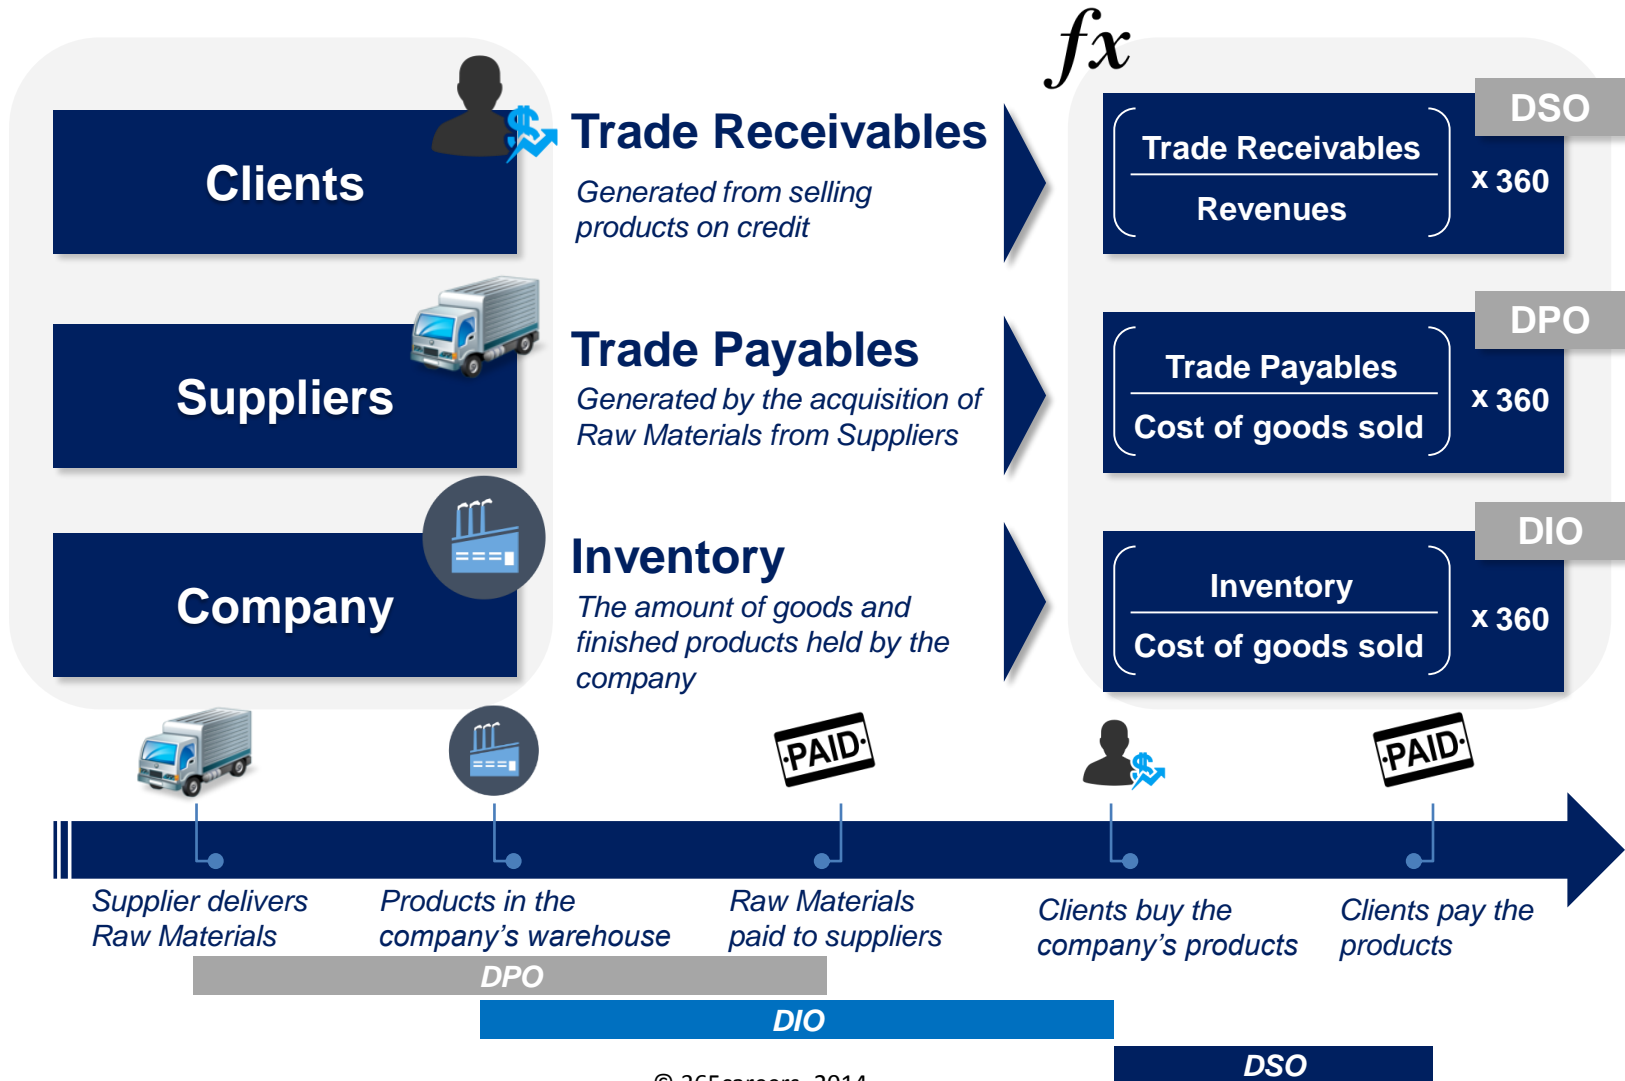 fx
Clients
Trade Receivables
Generated from selling
products on credit
DSO
Trade Receivables
Revenues
x 360
Suppliers
Trade Payables
Generated by the acquisition of
Raw Materials from Suppliers
DPO
Trade Payables
Cost of goods sold
x 360
Company
Inventory
The amount of goods and
finished products held by the
company
DIO
Inventory
Cost of goods sold
x 360
·PAID·
·PAID·
Supplier delivers
Raw Materials
Products in the
company's warehouse
Raw Materials
paid to suppliers
Clients buy the
company's products
Clients pay the
products
DPO
DIO
DSO
© 365careers, 2014